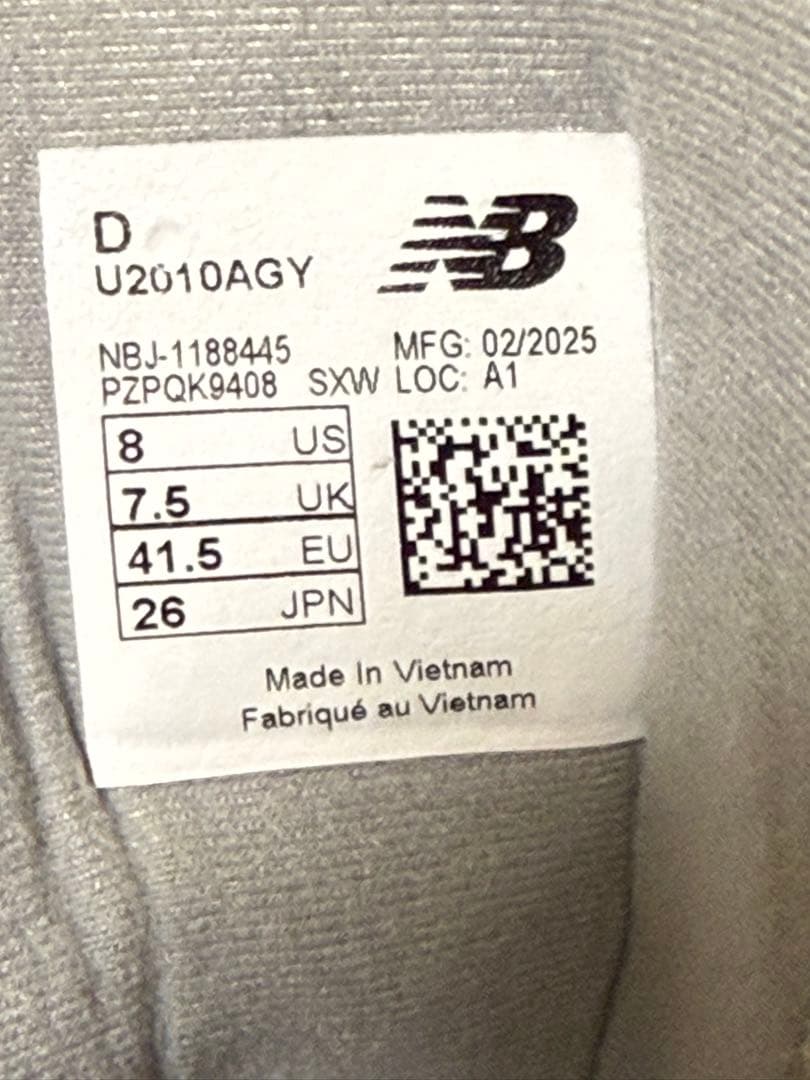 D
NB
U2010AGY
NBJ-1188445 MFG: 02/2025
PZPQK9408 SXW LOC: A1
8 US
7.5 UK
41.5 EU
26 JPN
Made In Vietnam
Fabriqué au Vietnam